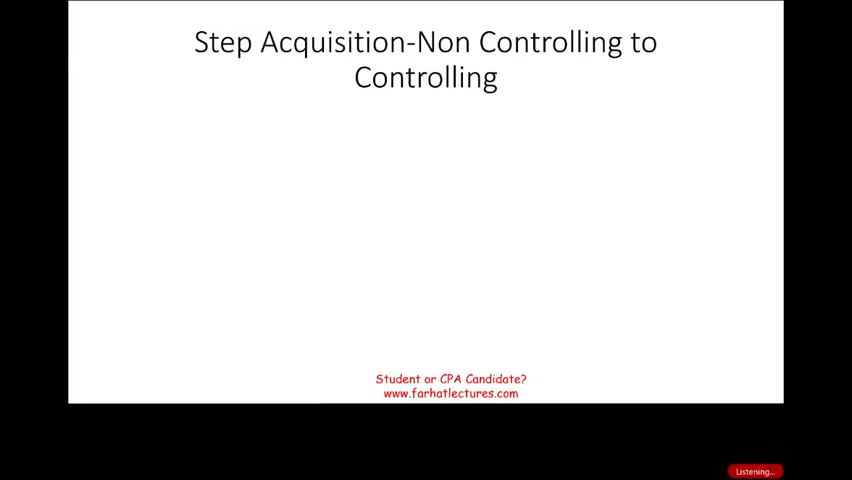 Step Acquisition-Non Controlling to
Controlling
Student or CPA Candidate?
www.farhatlectures.com
Listening...